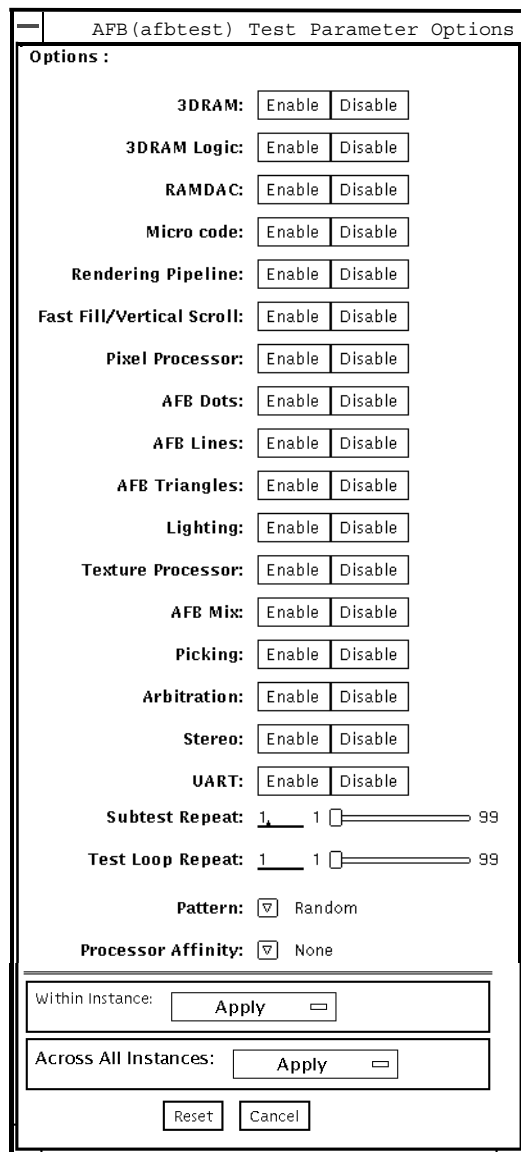 AFB(afbtest) Test Parameter Options
Options :
3DRAM: Enable Disable
3DRAM Logic: Enable Disable
RAMDAC: Enable Disable
Micro code: Enable Disable
Rendering Pipeline: Enable Disable
Fast Fill/Vertical Scroll: Enable Disable
Pixel Processor: Enable Disable
AFB Dots: Enable Disable
AFB Lines: Enable Disable
AFB Triangles: Enable Disable
Lighting: Enable Disable
Texture Processor: Enable Disable
AFB Mix: Enable Disable
Picking: Enable Disable
Arbitration: Enable Disable
Stereo: Enable Disable
UART: Enable Disable
Subtest Repeat: 1 1 99
Test Loop Repeat: 1 1 99
Pattern: Random
Processor Affinity: None
Within Instance: Apply
Across All Instances: Apply
Reset Cancel